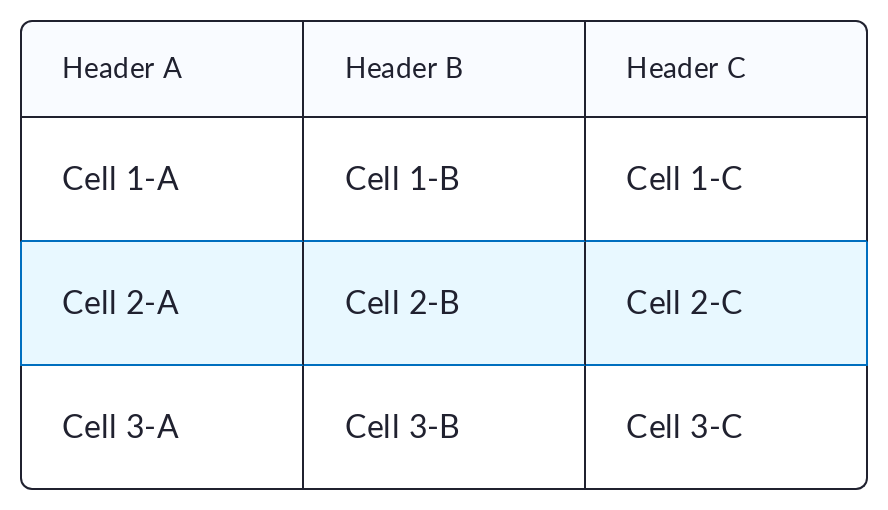 Header A Header B Header C
Cell 1-A Cell 1-B Cell 1-C
Cell 2-A Cell 2-B Cell 2-C
Cell 3-A Cell 3-B Cell 3-C